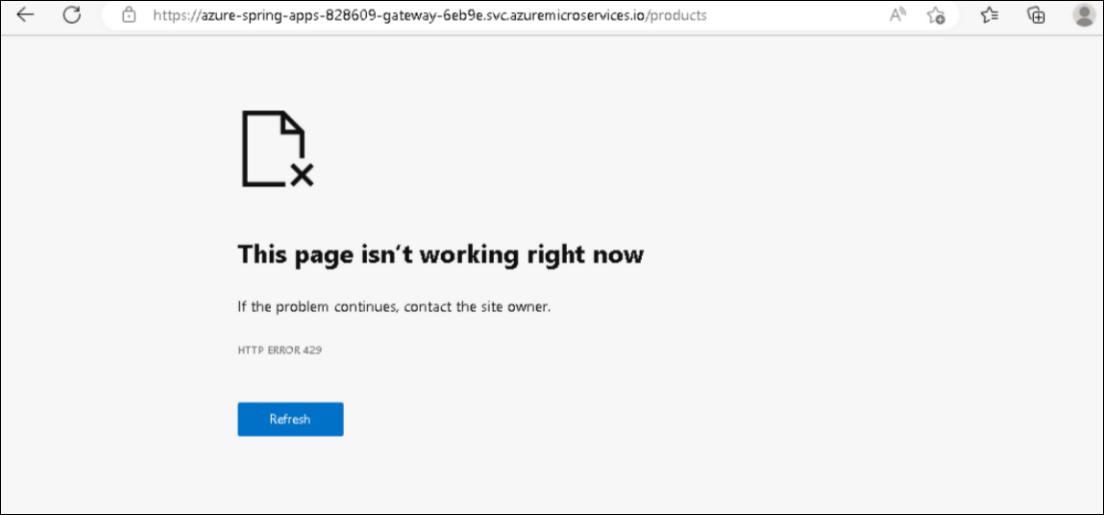 https://azure-spring-apps-828609-gateway-6eb9e.svc.azuremicroservices.io/products
This page isn't working right now
If the problem continues, contact the site owner.
HTTP ERROR 429
Refresh